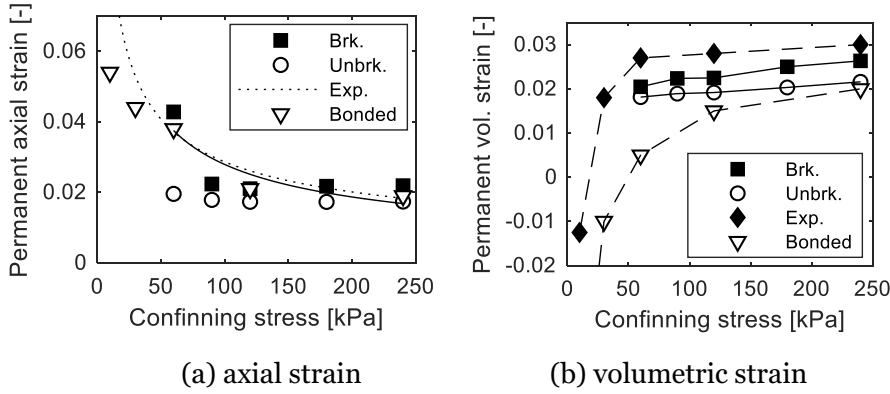 Permanent axial strain [-]
0.06
0.04
0.02
0
Brk.
Unbrk.
Exp.
Bonded
0 50 100 150 200 250
Confinning stress [kPa]
(a) axial strain
Permanent vol. strain [-]
0.03
0.02
0.01
0
-0.01
-0.02
Brk.
Unbrk.
Exp.
Bonded
0 50 100 150 200 250
Confinning stress [kPa]
(b) volumetric strain